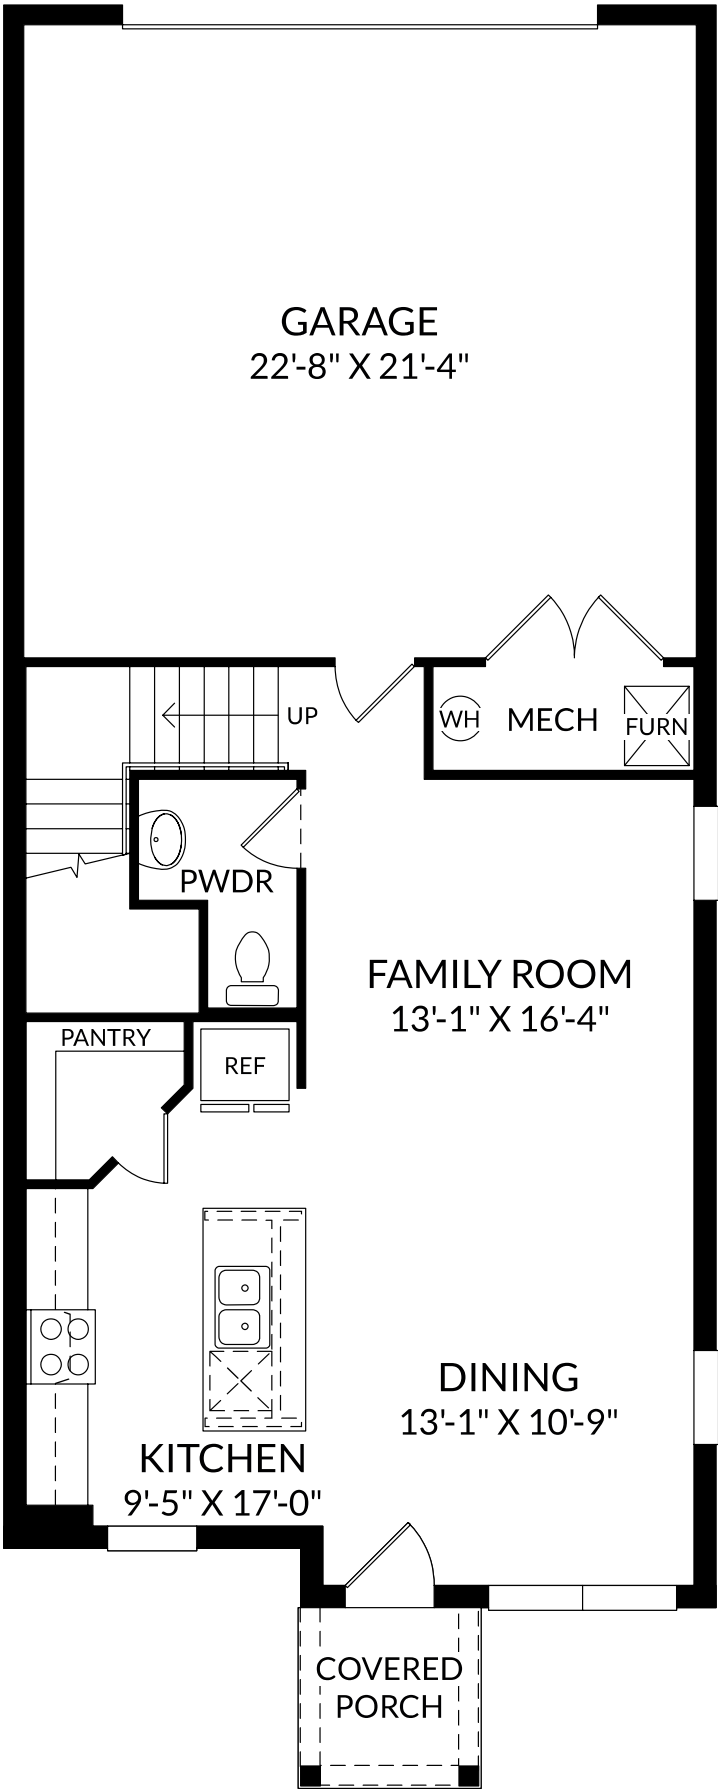 GARAGE
22'-8" X 21'-4"
UP
WH
MECH
FURN
PWDR
FAMILY ROOM
13'-1" X 16'-4"
PANTRY
REF
DINING
13'-1" X 10'-9"
KITCHEN
9'-5" X 17'-0"
COVERED
PORCH